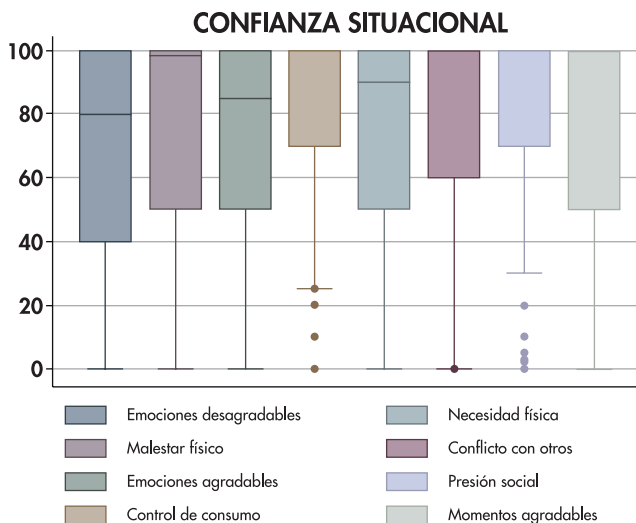 CONFIANZA SITUACIONAL
100
80
60
40
20
0
Emociones desagradables
Malestar físico
Emociones agradables
Control de consumo
Necesidad física
Conflicto con otros
Presión social
Momentos agradables